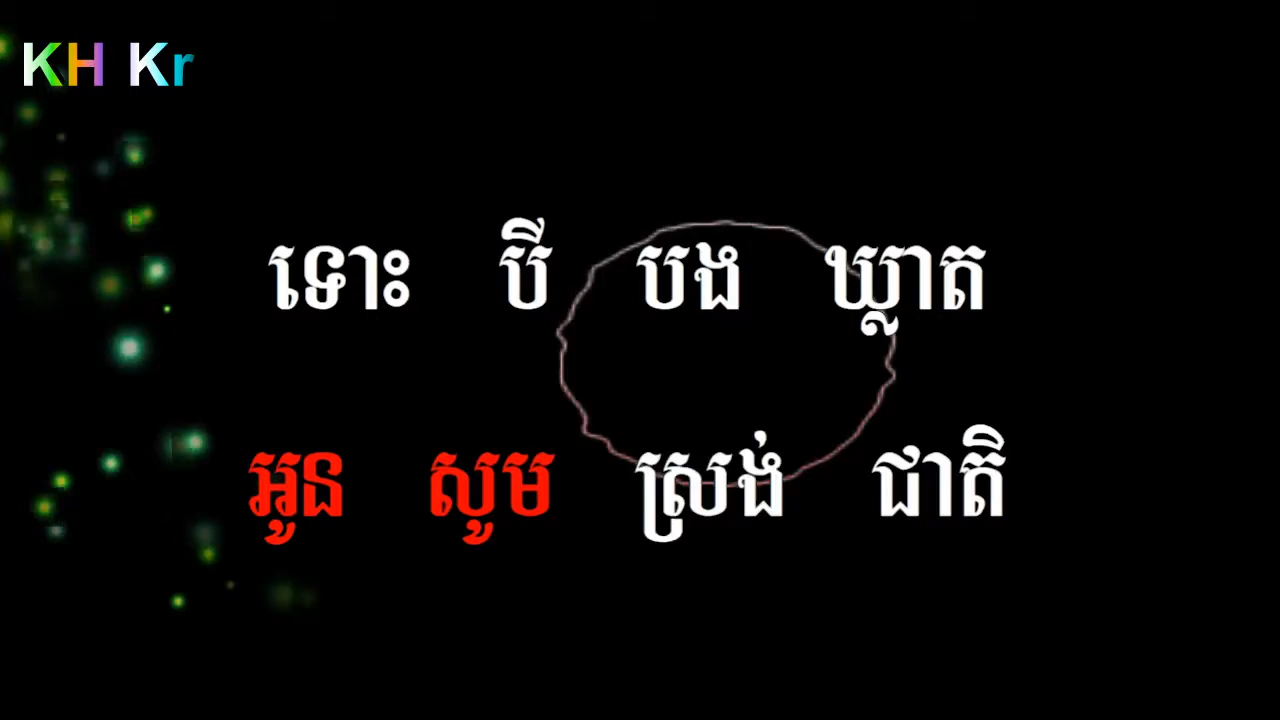 KH Kr
ទោះ បី បង ឃ្លាត
អូន សូម ស្រង់ ជាតិ